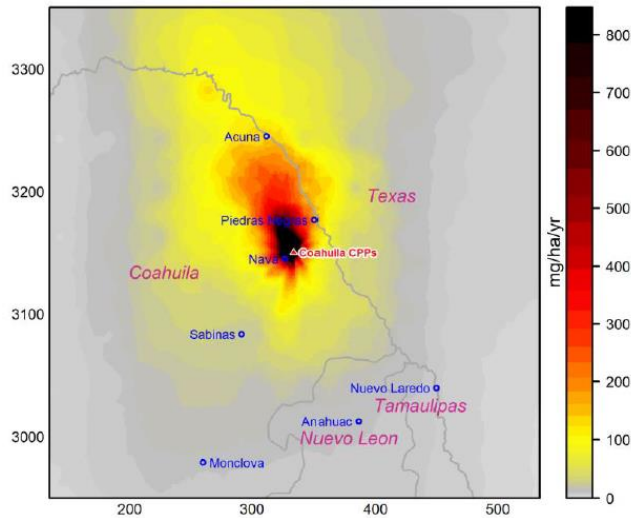 3300
3200
3100
3000
200
300
400
500
Acuna
Texas
Piedras Negras
Nava
Coahuila CPPs
Coahuila
Sabinas
Nuevo Laredo
Tamaulipas
Anahuac
Nuevo Leon
Monclova
800
700
600
500
400
300
200
100
0
mg/ha/yr